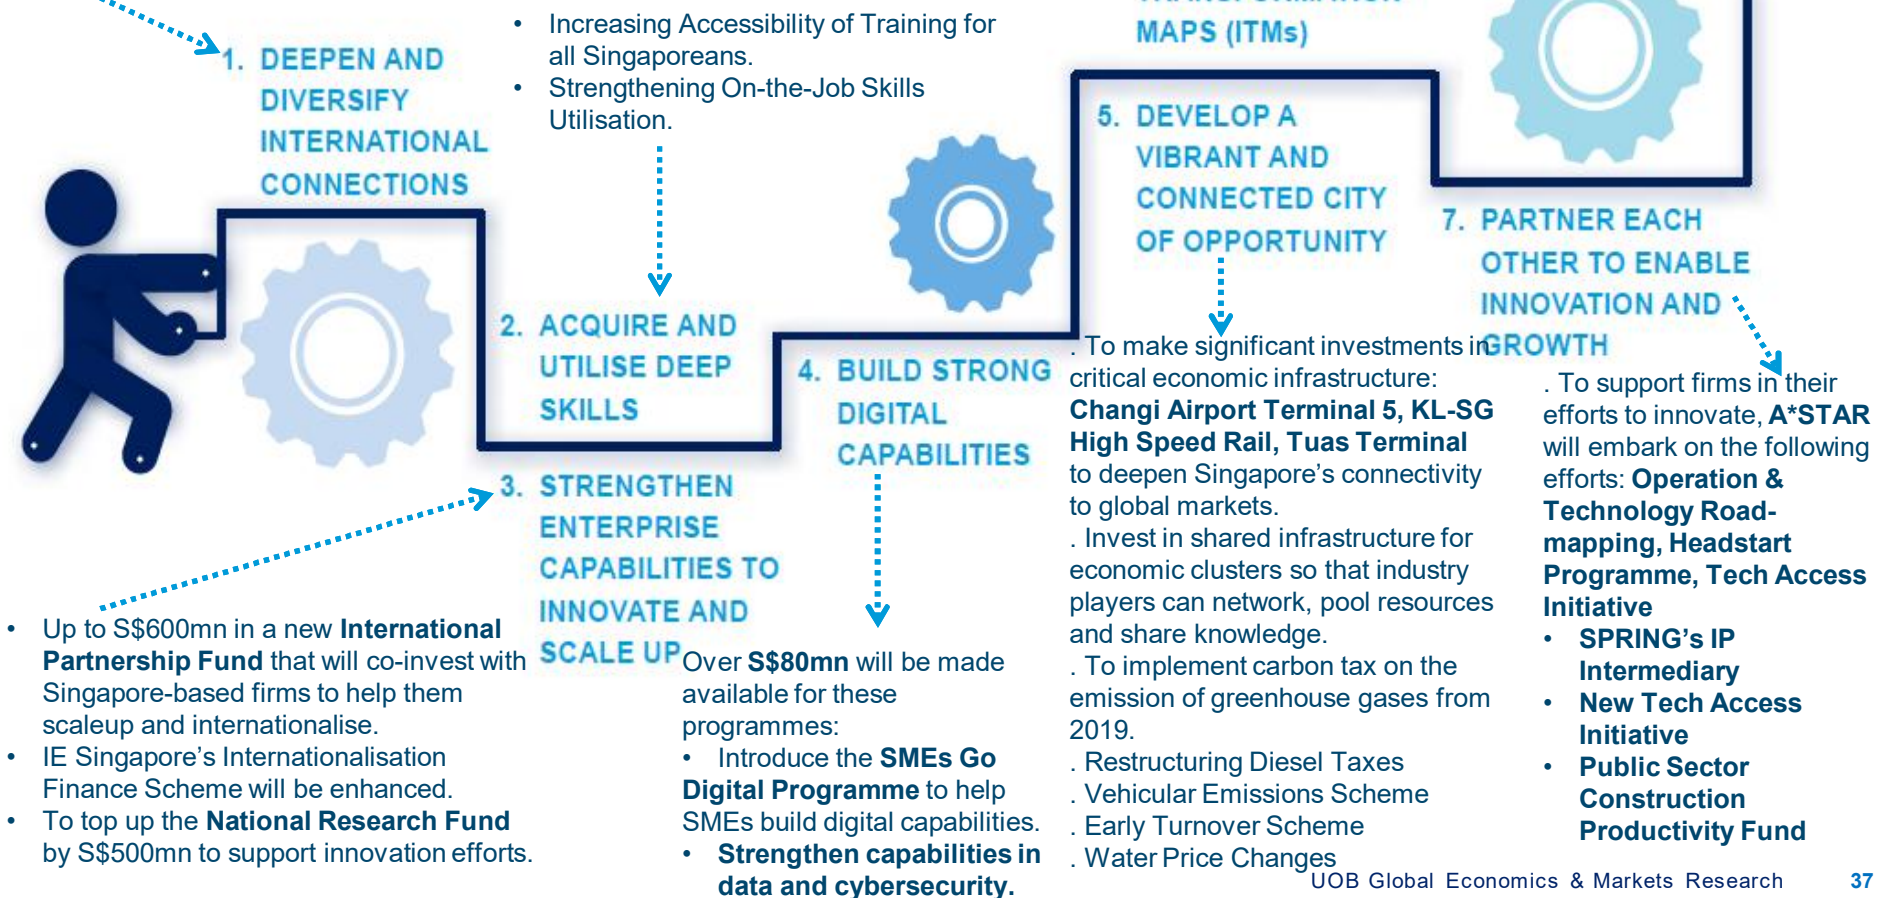 • Increasing Accessibility of Training for
all Singaporeans.
• Strengthening On-the-Job Skills
Utilisation.
1. DEEPEN AND
DIVERSIFY
INTERNATIONAL
CONNECTIONS
2. ACQUIRE AND
UTILISE DEEP
SKILLS
3. STRENGTHEN
ENTERPRISE
CAPABILITIES TO
INNOVATE AND
SCALE UP
• Up to S$600mn in a new International
Partnership Fund that will co-invest with
Singapore-based firms to help them
scaleup and internationalise.
• IE Singapore's Internationalisation
Finance Scheme will be enhanced.
• To top up the National Research Fund
by S$500mn to support innovation efforts.
4. BUILD STRONG
DIGITAL
CAPABILITIES
Over S$80mn will be made
available for these
programmes:
• Introduce the SMEs Go
Digital Programme to help
SMEs build digital capabilities.
• Strengthen capabilities in
data and cybersecurity.
MAPS (ITMs)
5. DEVELOP A
VIBRANT AND
CONNECTED CITY
OF OPPORTUNITY
. To make significant investments in
critical economic infrastructure:
Changi Airport Terminal 5, KL-SG
High Speed Rail, Tuas Terminal
to deepen Singapore's connectivity
to global markets.
. Invest in shared infrastructure for
economic clusters so that industry
players can network, pool resources
and share knowledge.
. To implement carbon tax on the
emission of greenhouse gases from
2019.
. Restructuring Diesel Taxes
. Vehicular Emissions Scheme
. Early Turnover Scheme
. Water Price Changes
7. PARTNER EACH
OTHER TO ENABLE
INNOVATION AND
GROWTH
. To support firms in their
efforts to innovate, A*STAR
will embark on the following
efforts: Operation &
Technology Road-
mapping, Headstart
Programme, Tech Access
Initiative
• SPRING's IP
Intermediary
• New Tech Access
Initiative
• Public Sector
Construction
Productivity Fund
UOB Global Economics & Markets Research 37